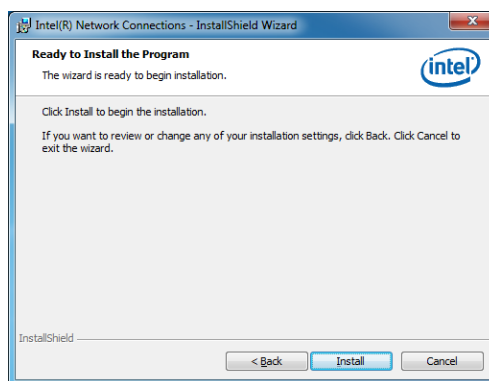 Intel(R) Network Connections - InstallShield Wizard
Ready to Install the Program
The wizard is ready to begin installation.
intel
Click Install to begin the installation.
If you want to review or change any of your installation settings, click Back. Click Cancel to
exit the wizard.
InstallShield
< Back
Install
Cancel